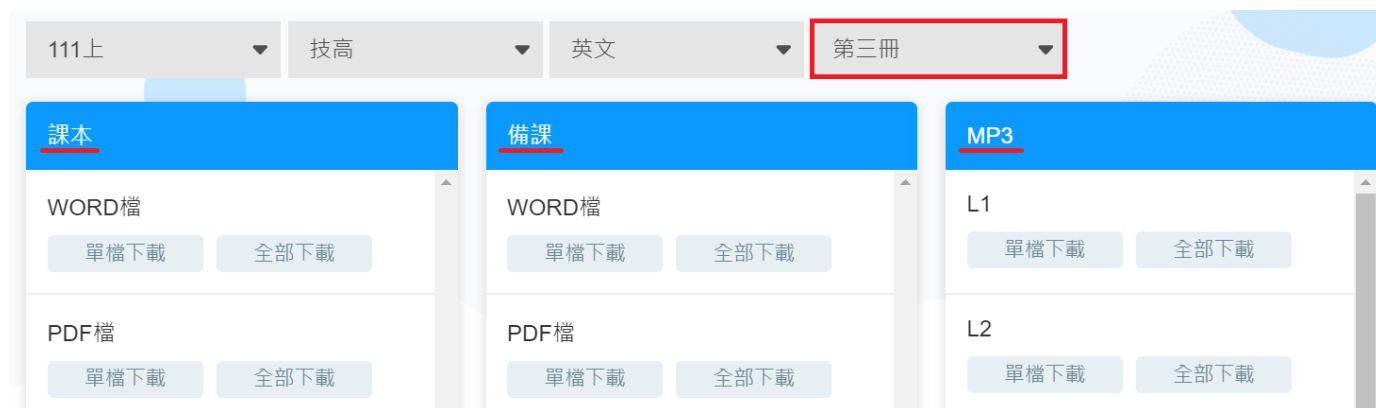 111上 技高 英文 第三冊
課本
WORD檔
單檔下載 全部下載
PDF檔
單檔下載 全部下載
備課
WORD檔
單檔下載 全部下載
PDF檔
單檔下載 全部下載
MP3
L1
單檔下載 全部下載
L2
單檔下載 全部下載